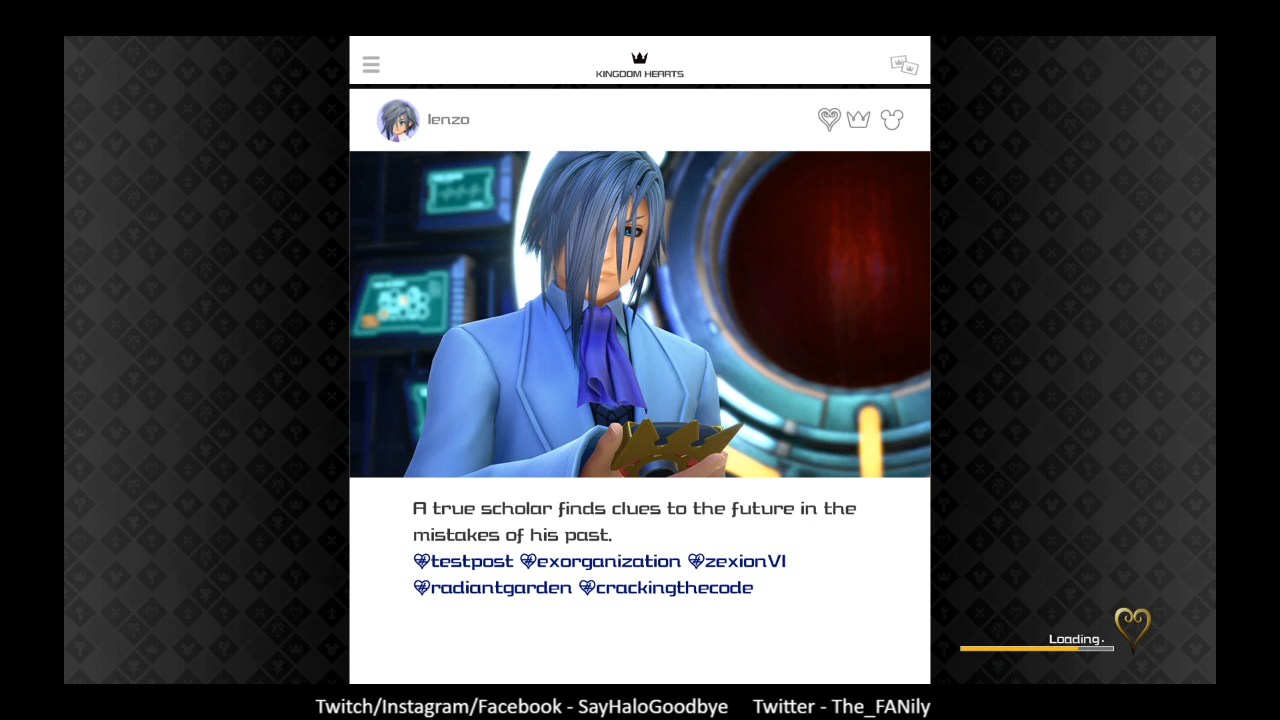 KINGDOM HEARTS
Ienzo
A true scholar finds clues to the future in the
mistakes of his past.
testpost exorganization zexionVI
radiantgarden crackingthecode
Loading.
Twitch/Instagram/Facebook - SayHaloGoodbye Twitter - The_FANily